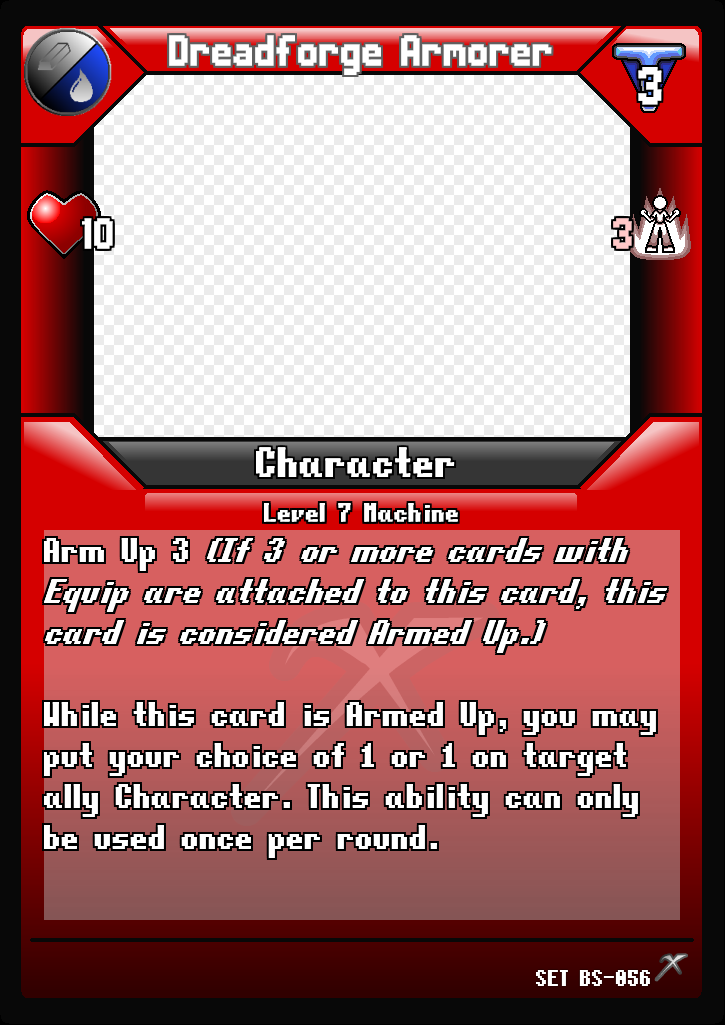 Dreadforge Armorer
3
10
3
Character
Level 7 Machine
Arm Up 3 (If 3 or more cards with
Equip are attached to this card, this
card is considered Armed Up.)
While this card is Armed Up, you may
put your choice of 1 or 1 on target
ally Character. This ability can only
be used once per round.
SET BS-056